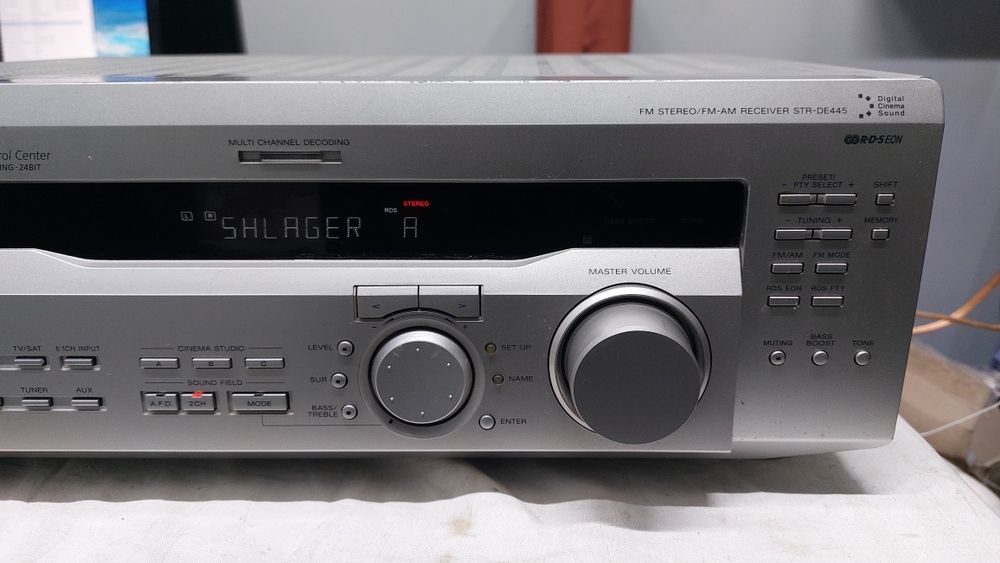 FM STEREO/FM-AM RECEIVER STR-DE445
Digital
Cinema
Sound
RDS EON
rol Center
ING-24BIT
MULTI CHANNEL DECODING
L R SHLAGER RDS STEREO A
BASS BOOST TONE
PRESET/
- PTY SELECT + SHIFT
- TUNING + MEMORY
FM/AM FM MODE
RDS EON RDS PTY
MUTING BASS BOOST TONE
MASTER VOLUME
< >
- +
TV/SAT 5.1CH INPUT
TUNER AUX
CINEMA STUDIO
A B C
SOUND FIELD
A.F.D 2CH MODE
LEVEL
SUR
BASS/
TREBLE
SET UP
NAME
ENTER